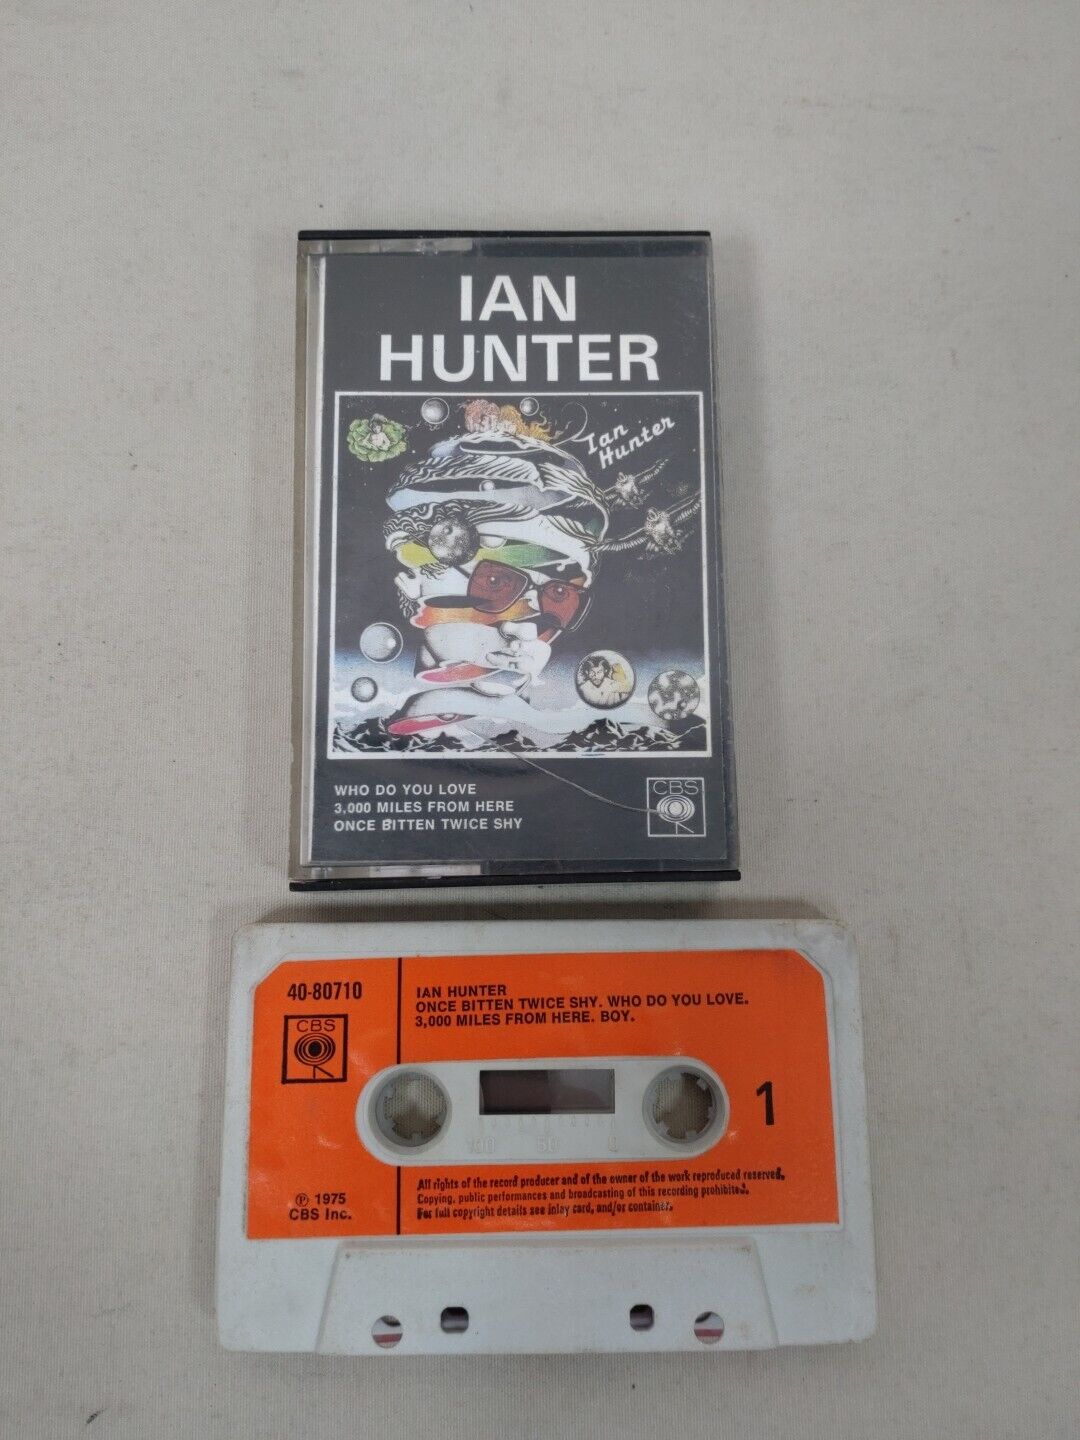 IAN
HUNTER
Ian
Hunter
WHO DO YOU LOVE
3,000 MILES FROM HERE
ONCE BITTEN TWICE SHY
CBS
40-80710
CBS
IAN HUNTER
ONCE BITTEN TWICE SHY. WHO DO YOU LOVE.
3,000 MILES FROM HERE. BOY.
100 50 0
1
℗ 1975
CBS Inc.
All rights of the record producer and of the owner of the work reproduced reserved.
Copying, public performances and broadcasting of this recording prohibited.
For full copyright details see inlay card, and/or container.